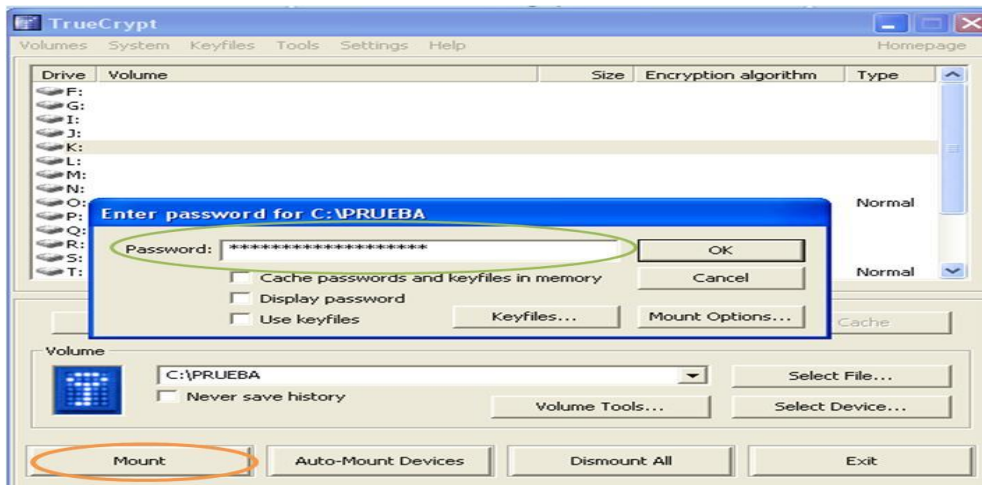 TrueCrypt
Volumes System Keyfiles Tools Settings Help Homepage
Drive Volume Size Encryption algorithm Type
F:
G:
I:
J:
K:
L:
M:
N:
O: Normal
P:
Q:
R:
S:
T: Normal
Enter password for C:\PRUEBA
Password: *******************
OK
Cache passwords and keyfiles in memory
Cancel
Display password
Use keyfiles
Keyfiles...
Mount Options...
Cache
Volume
C:\PRUEBA
Select File...
Never save history
Volume Tools...
Select Device...
Mount
Auto-Mount Devices
Dismount All
Exit